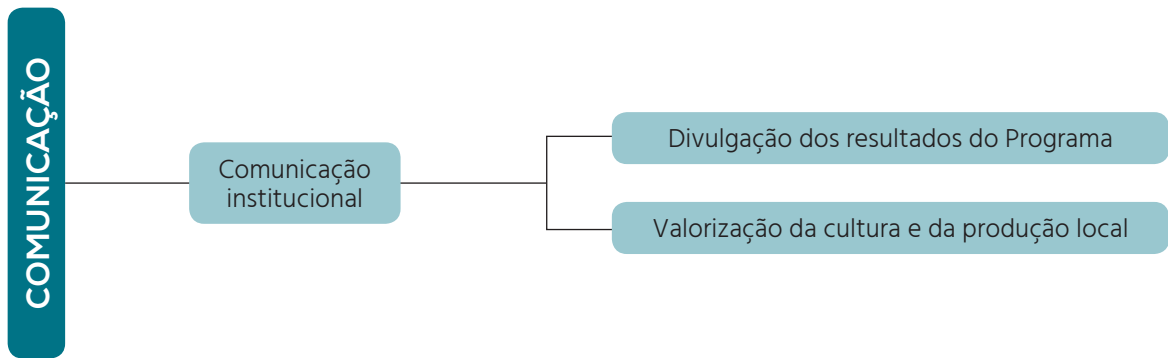 COMUNICAÇÃO
Comunicação
institucional
Divulgação dos resultados do Programa
Valorização da cultura e da produção local